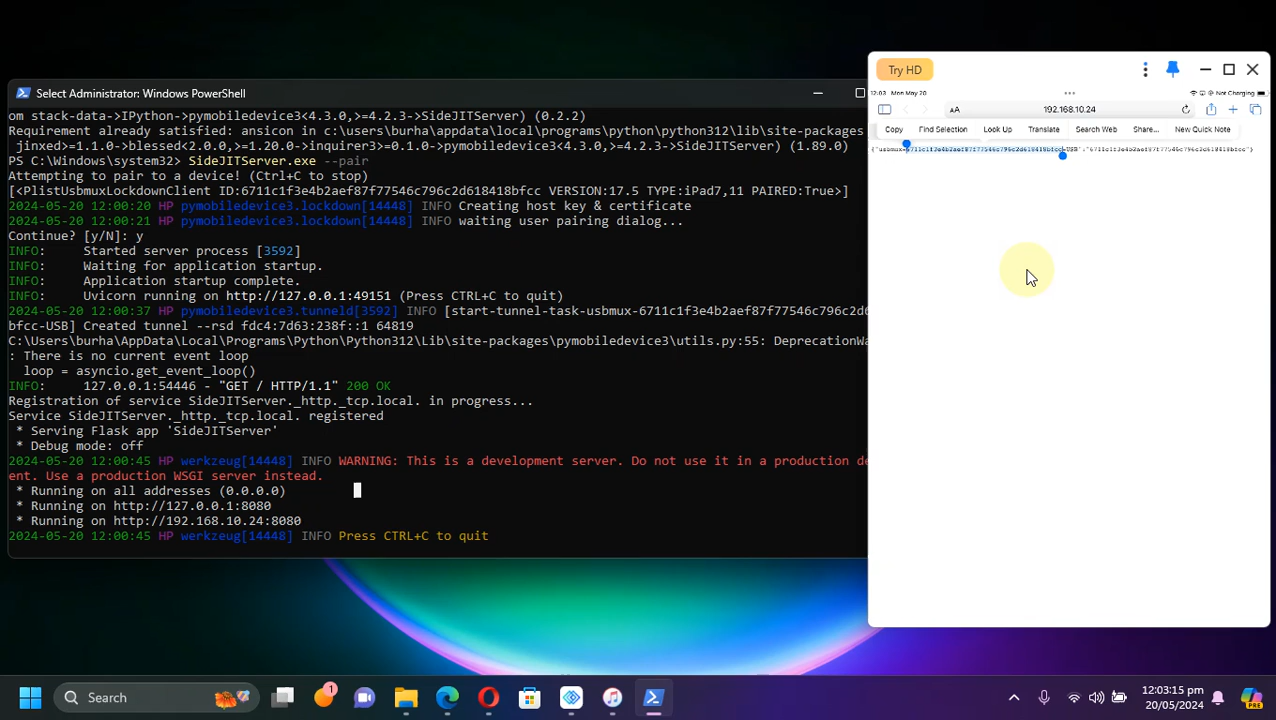 Select Administrator: Windows PowerShell
om stack-data->IPython->pymobiledevice3<4.3.0,>=4.2.3->SideJITServer) (0.2.2)
Requirement already satisfied: asicion in c:\users\burha\appdata\local\programs\python\python312\lib\site-packages
jinxed>=1.1.0->blessed<2.0,>=1.20.0->inquirer3->pymobiledevice3<4.3.0,>=4.2.3->SideJITServer) (1.89.0)
PS C:\Windows\system32> SideJITServer.exe --pair
Attempting to pair to a device! (Ctrl+C to stop)
[<PlistUsbmuxLockdownClient ID:6711c1f3e4b2aef87f77546c796c2d618418bfcc VERSION:17.5 TYPE:iPad7,11 PAIRED:True>]
2024-05-20 12:00:20 HP pymobiledevice3.lockdown[14448] INFO Creating host key & certificate
2024-05-20 12:00:21 HP pymobiledevice3.lockdown[14448] INFO waiting user pairing dialog...
Continue? [y/N]: y
INFO: Started server process [3592]
INFO: Waiting for application startup.
INFO: Application startup complete.
INFO: Uvicorn running on http://127.0.0.1:49151 (Press CTRL+C to quit)
2024-05-20 12:00:37 HP pymobiledevice3.tunneld[3592] INFO [start-tunnel-task-usbmux-6711c1f3e4b2aef87f77546c796c2d6
bfcc-USB] Created tunnel --rsd fdc4:7d63:238f::1 64819
C:\Users\burha\AppData\Local\Programs\Python\Python312\Lib\site-packages\pymobiledevice3\utils.py:55: DeprecationWa
: There is no current event loop
loop = asyncio.get_event_loop()
INFO: 127.0.0.1:54446 - "GET / HTTP/1.1" 200 OK
Registration of service SideJITServer._http._tcp.local. in progress...
Service SideJITServer._http._tcp.local. registered
* Serving Flask app 'SideJITServer'
* Debug mode: off
2024-05-20 12:00:45 HP werkzeug[14448] INFO WARNING: This is a development server. Do not use it in a production de
ent. Use a production WSGI server instead.
* Running on all addresses (0.0.0.0)
* Running on http://127.0.0.1:8080
* Running on http://192.168.10.24:8080
2024-05-20 12:00:45 HP werkzeug[14448] INFO Press CTRL+C to quit
Try HD
12:03 Mon May 20
Not Charging
AA 192.168.10.24
Copy Find Selection Look Up Translate Search Web Share... New Quick Note
{"usbmux-6711c1f3e4b2aef87f77546c796c2d618418bfcc-USB":"6711c1f3e4b2aef87f77546c796c2d618418bfcc"}
Search
1
12:03:15 pm
20/05/2024
PRE